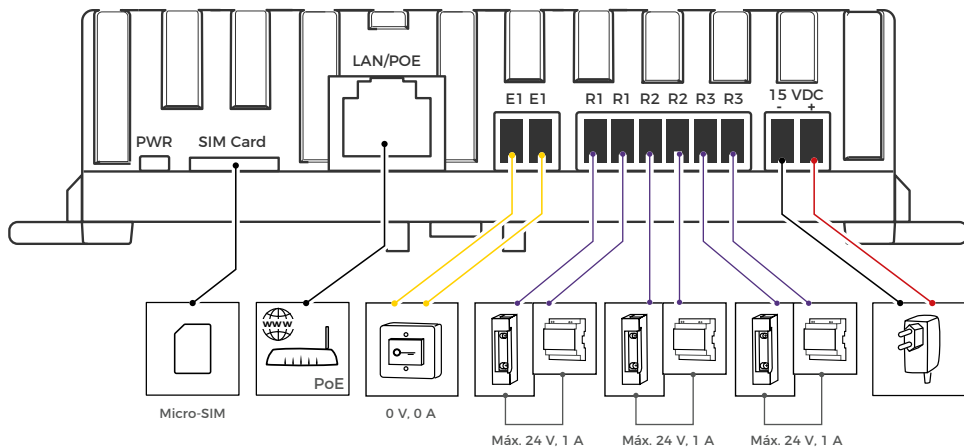 LAN/POE
E1 E1 R1 R1 R2 R2 R3 R3 15 VDC
- +
PWR SIM Card
www
PoE
Micro-SIM 0 V, 0 A
Máx. 24 V, 1 A Máx. 24 V, 1 A Máx. 24 V, 1 A